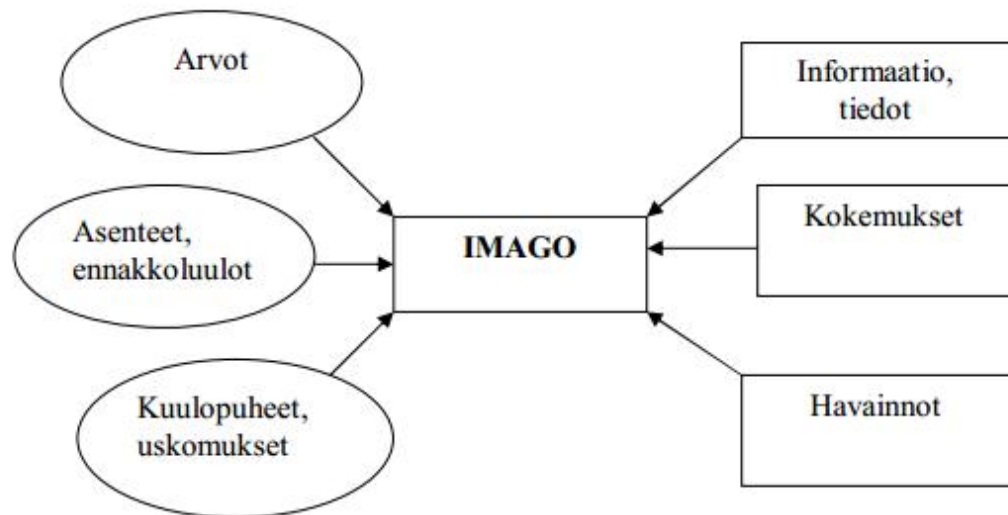 Arvot
Informaatio,
tiedot
Asenteet,
ennakkoluulot
IMAGO
Kokemukset
Kuulopuheet,
uskomukset
Havainnot